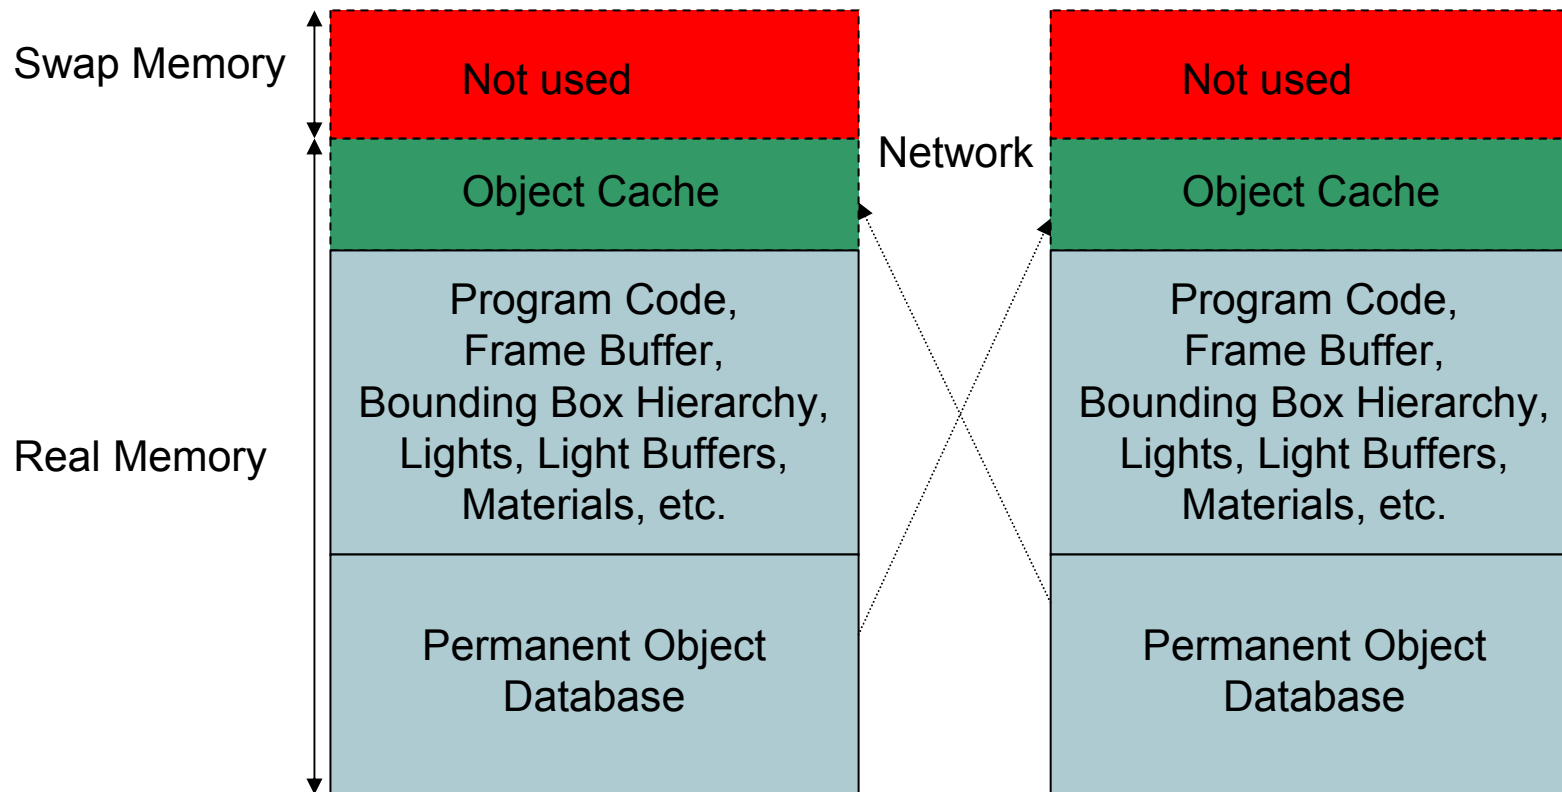 Swap Memory
Not used
Not used
Network
Object Cache
Object Cache
Program Code,
Frame Buffer,
Bounding Box Hierarchy,
Lights, Light Buffers,
Materials, etc.
Program Code,
Frame Buffer,
Bounding Box Hierarchy,
Lights, Light Buffers,
Materials, etc.
Real Memory
Permanent Object
Database
Permanent Object
Database